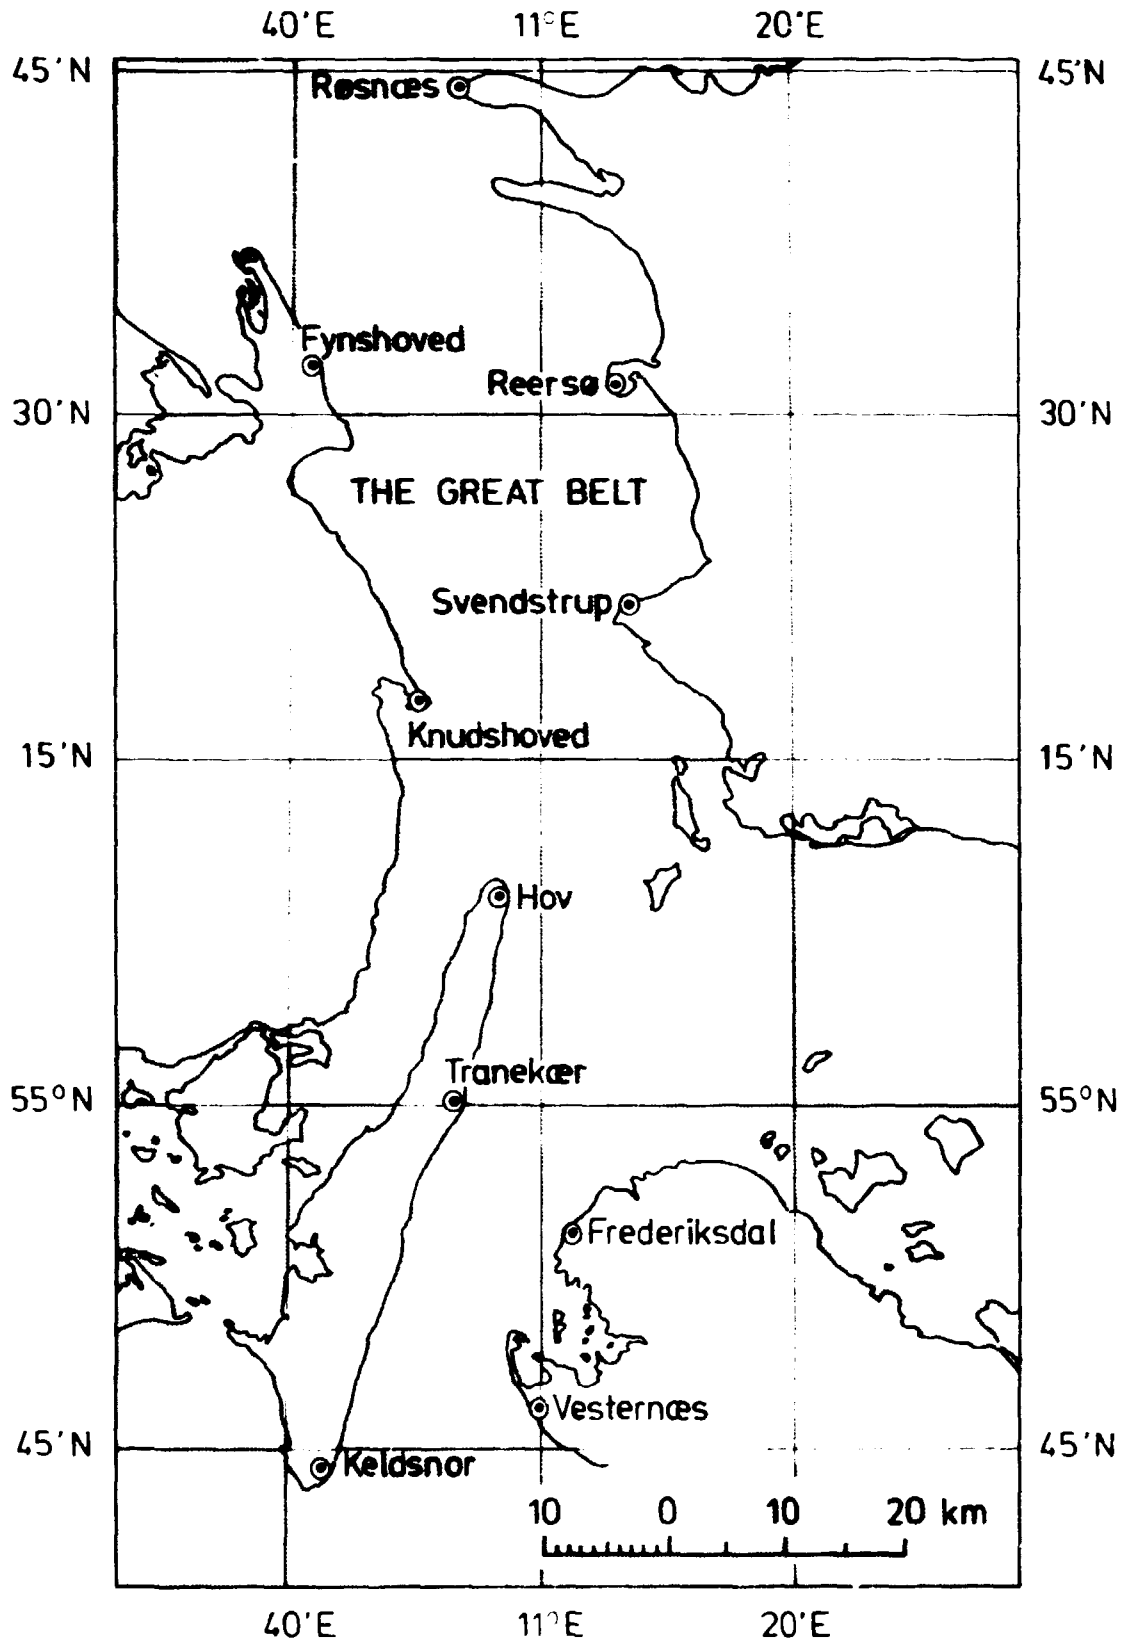 40'E 11°E 20'E
45'N 45'N
Røsnæs
Fynshoved
Reersø
30'N 30'N
THE GREAT BELT
Svendstrup
Knudshoved
15'N 15'N
Hov
Tranekær
55°N 55°N
Frederiksdal
Vesternæs
45'N 45'N
Keldsnor
10 0 10 20 km
40'E 11°E 20'E